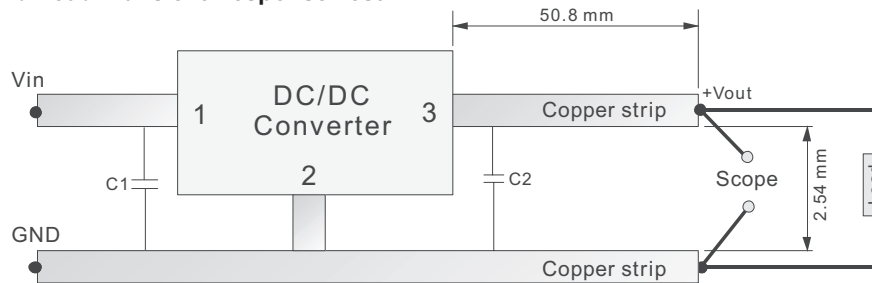 50.8 mm
Vin
+Vout
DC/DC
Converter
1
3
2
Copper strip
C1
C2
Scope
2.54 mm
GND
Copper strip